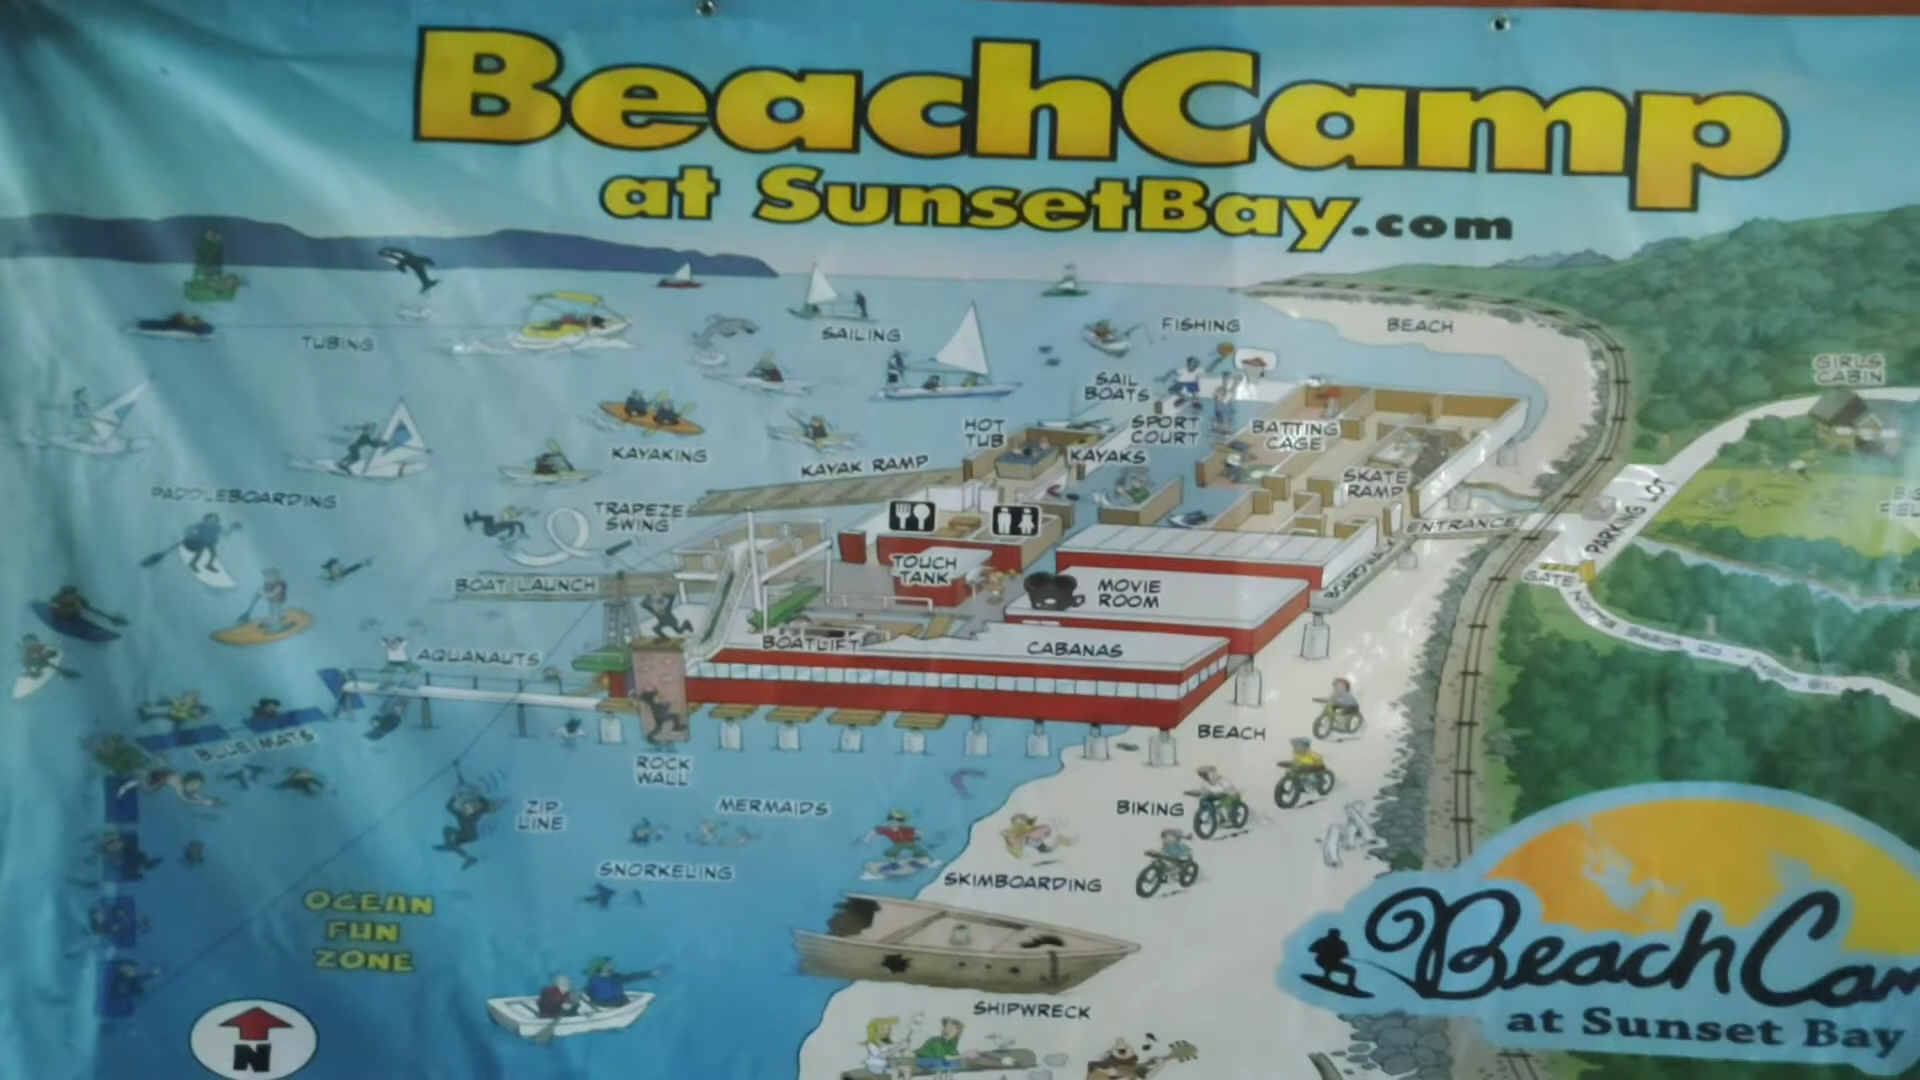 BeachCamp
at SunsetBay.com
TUBING
SAILING
FISHING
BEACH
GIRLS
CABIN
SAIL
BOATS
HOT
TUB
SPORT
COURT
BATTING
CAGE
KAYAKING
KAYAK RAMP
KAYAKS
SKATE
RAMP
PADDLEBOARDING
TRAPEZE
SWING
ENTRANCE
PARKING LOT
BOAT LAUNCH
TOUCH
TANK
MOVIE
ROOM
GATE
NORTH BEACH RD
BOATLIFT
CABANAS
AQUANAUTS
BLUE MATS
BEACH
ROCK
WALL
ZIP
LINE
MERMAIDS
BIKING
SNORKELING
SKIMBOARDING
OCEAN
FUN
ZONE
SHIPWRECK
N
BeachCam
at Sunset Bay